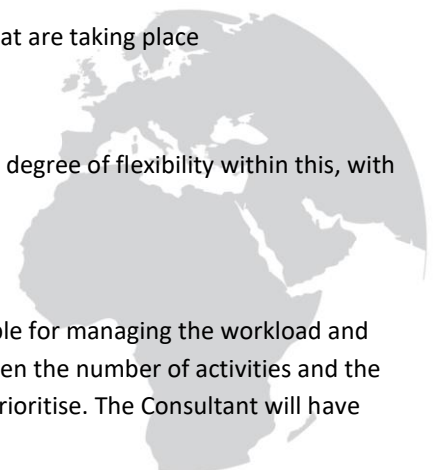 at are taking place
degree of flexibility within this, with
ble for managing the workload and
en the number of activities and the
rioritise. The Consultant will have